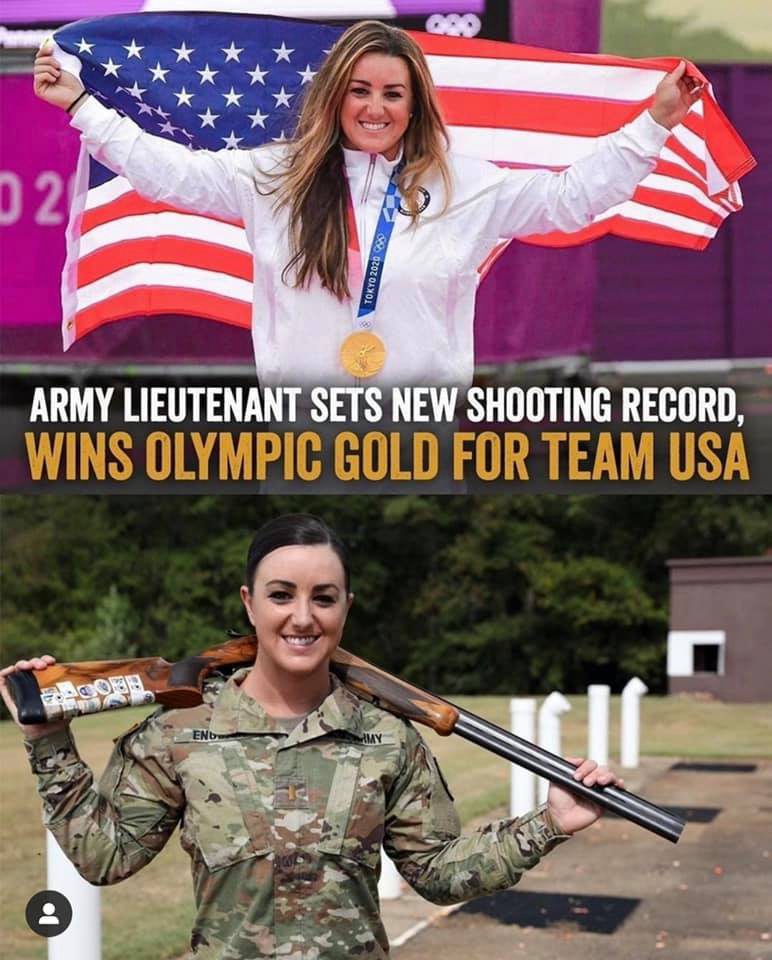 TOKYO 2020
ARMY LIEUTENANT SETS NEW SHOOTING RECORD,
WINS OLYMPIC GOLD FOR TEAM USA